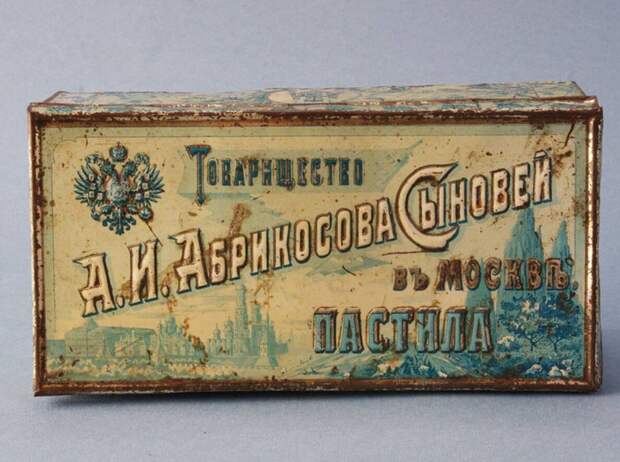 Товарищество
А.И. Абрикосова Сыновей
въ Москвѣ.
Пастила